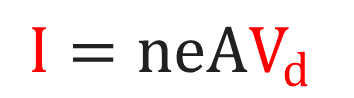 I = neAV_d